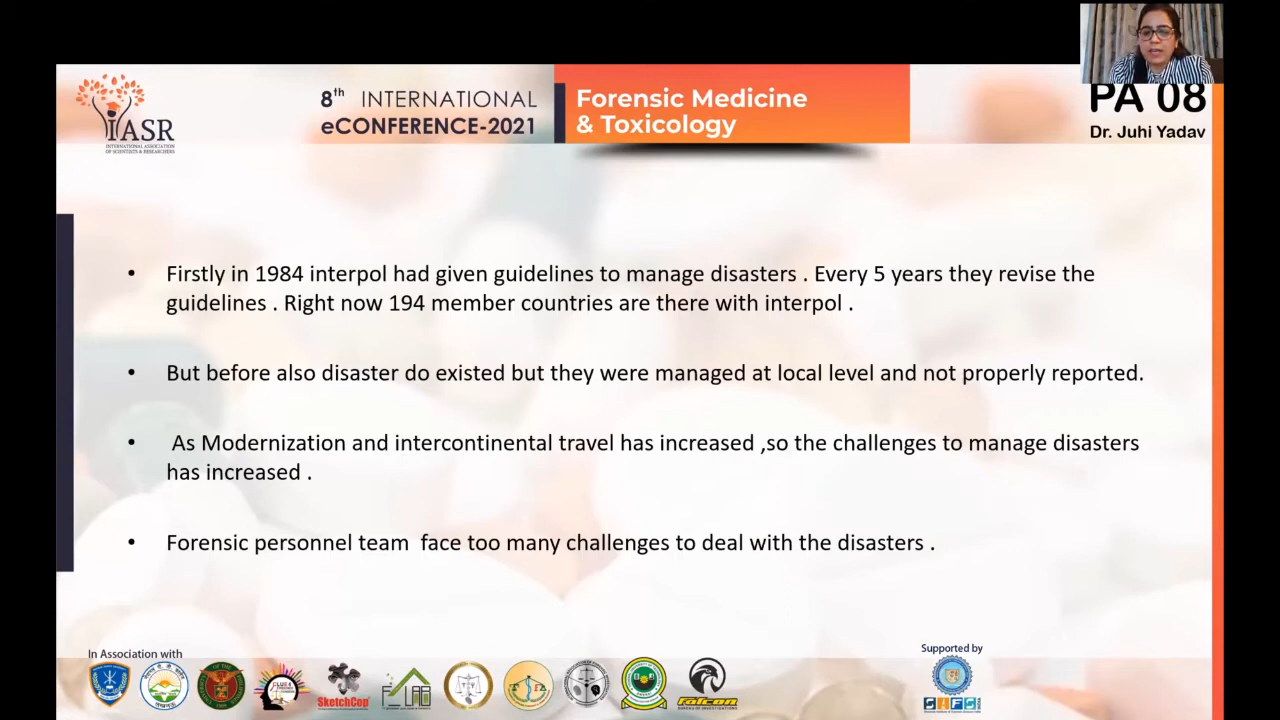 IASR
INTERNATIONAL ASSOCIATION
OF SCIENTISTS & RESEARCHERS
8th INTERNATIONAL
eCONFERENCE-2021
Forensic Medicine
& Toxicology
PA 08
Dr. Juhi Yadav
• Firstly in 1984 interpol had given guidelines to manage disasters . Every 5 years they revise the
guidelines . Right now 194 member countries are there with interpol .
• But before also disaster do existed but they were managed at local level and not properly reported.
• As Modernization and intercontinental travel has increased ,so the challenges to manage disasters
has increased .
• Forensic personnel team face too many challenges to deal with the disasters .
In Association with
SketchCop
FALCON
BUREAU OF INVESTIGATIONS
Supported by
SIFS